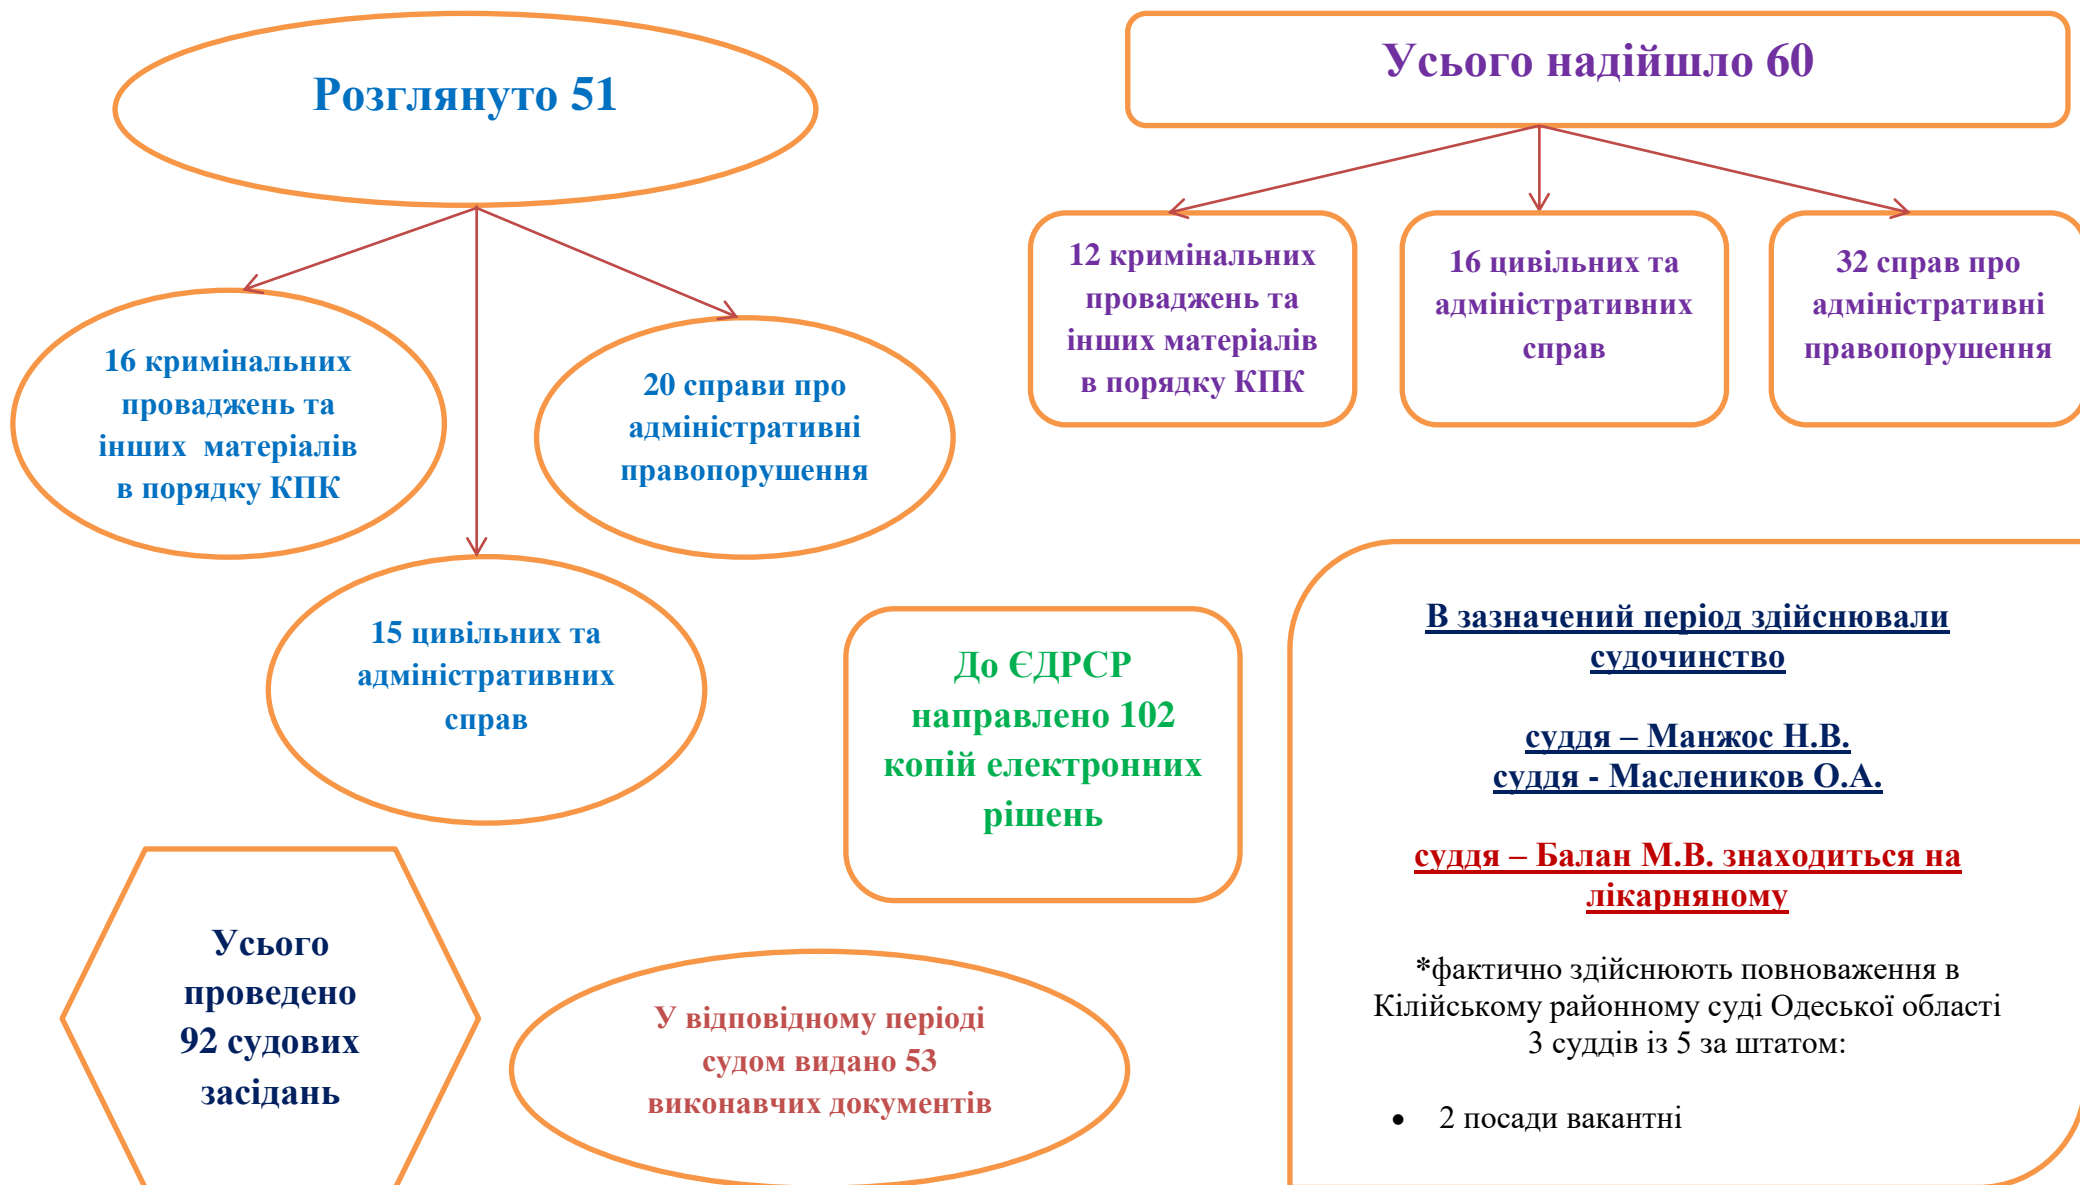 Розглянуто 51
16 кримінальних
проваджень та
інших  матеріалів
в порядку КПК
20 справи про
адміністративні
правопорушення
15 цивільних та
адміністративних
справ
Усього надійшло 60
12 кримінальних
проваджень та
інших матеріалів
в порядку КПК
16 цивільних та
адміністративних
справ
32 справ про
адміністративні
правопорушення
До ЄДРСР
направлено 102
копій електронних
рішень
Усього
проведено
92 судових
засідань
У відповідному періоді
судом видано 53
виконавчих документів
В зазначений період здійснювали
судочинство
суддя – Манжос Н.В.
суддя - Маслеников О.А.
суддя – Балан М.В. знаходиться на
лікарняному
*фактично здійснюють повноваження в
Кілійському районному суді Одеської області
3 суддів із 5 за штатом:
• 2 посади вакантні